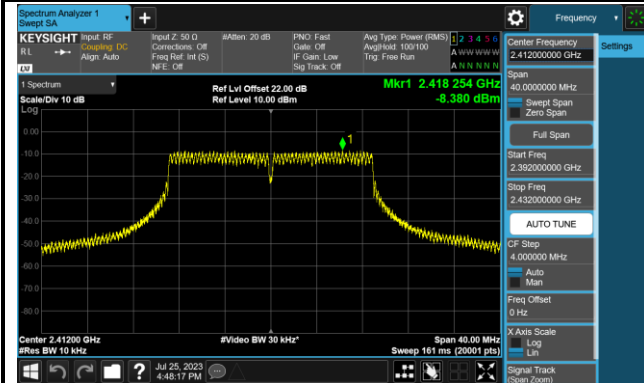 Spectrum Analyzer 1
Swept SA
Frequency
KEYSIGHT
RL
LXI
Input: RF
Coupling: DC
Align: Auto
Input Z: 50 Ω
Corrections: Off
Freq Ref: Int (S)
NFE: Off
#Atten: 20 dB
PNO: Fast
Gate: Off
IF Gain: Low
Sig Track: Off
Avg Type: Power (RMS)
Avg|Hold: 100/100
Trig: Free Run
1 2 3 4 5 6
A W W W W W
A N N N N N
1 Spectrum
Scale/Div 10 dB
Log
Ref Lvl Offset 22.00 dB
Ref Level 10.00 dBm
Mkr1 2.418 254 GHz
-8.380 dBm
1
0.00
-10.0
-20.0
-30.0
-40.0
-50.0
-60.0
-70.0
-80.0
Center 2.41200 GHz
#Res BW 10 kHz
#Video BW 30 kHz*
Span 40.00 MHz
Sweep 161 ms (20001 pts)
Center Frequency
2.412000000 GHz
Settings
Span
40.0000000 MHz
Swept Span
Zero Span
Full Span
Start Freq
2.392000000 GHz
Stop Freq
2.432000000 GHz
AUTO TUNE
CF Step
4.000000 MHz
Auto
Man
Freq Offset
0 Hz
X Axis Scale
Log
Lin
Signal Track
(Span Zoom)
Jul 25, 2023
4:48:17 PM